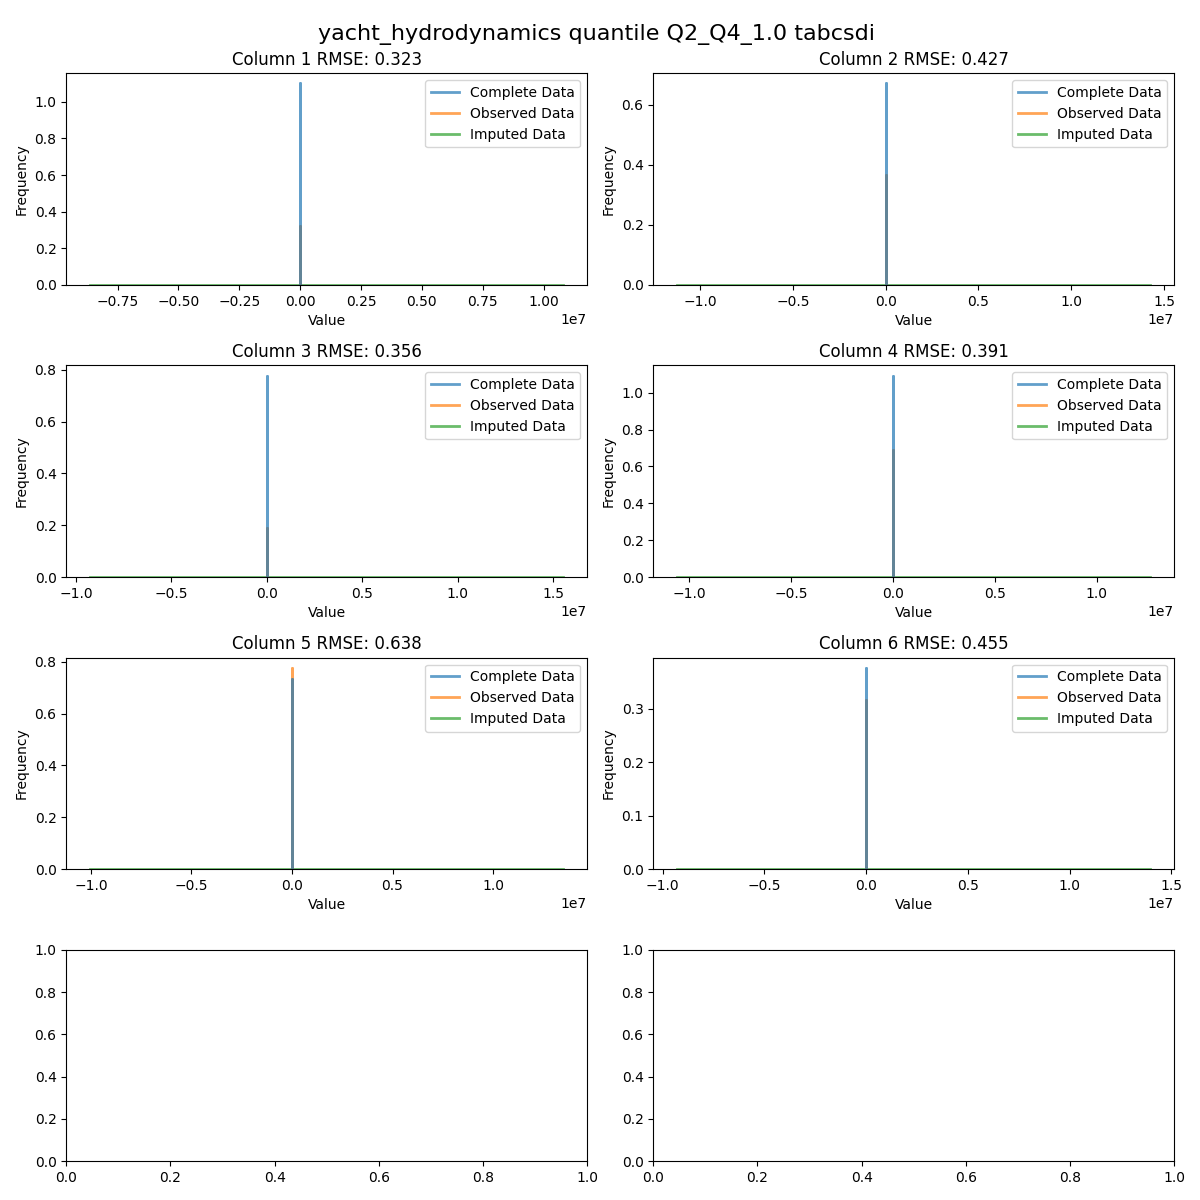 yacht_hydrodynamics quantile Q2_Q4_1.0 tabcsdi
Column 1 RMSE: 0.323
Column 2 RMSE: 0.427
Complete Data
Observed Data
Imputed Data
Frequency
1.0
0.8
0.6
0.4
0.2
0.0
−0.75 −0.50 −0.25 0.00 0.25 0.50 0.75 1.00
1e7
Value
Complete Data
Observed Data
Imputed Data
Frequency
0.6
0.4
0.2
0.0
−1.0 −0.5 0.0 0.5 1.0 1.5
1e7
Value
Column 3 RMSE: 0.356
Column 4 RMSE: 0.391
Complete Data
Observed Data
Imputed Data
Frequency
0.8
0.6
0.4
0.2
0.0
−1.0 −0.5 0.0 0.5 1.0 1.5
1e7
Value
Complete Data
Observed Data
Imputed Data
Frequency
1.0
0.8
0.6
0.4
0.2
0.0
−1.0 −0.5 0.0 0.5 1.0
1e7
Value
Column 5 RMSE: 0.638
Column 6 RMSE: 0.455
Complete Data
Observed Data
Imputed Data
Frequency
0.8
0.6
0.4
0.2
0.0
−1.0 −0.5 0.0 0.5 1.0
1e7
Value
Complete Data
Observed Data
Imputed Data
Frequency
0.3
0.2
0.1
0.0
−1.0 −0.5 0.0 0.5 1.0 1.5
1e7
Value
1.0
0.8
0.6
0.4
0.2
0.0
0.0 0.2 0.4 0.6 0.8 1.0
1.0
0.8
0.6
0.4
0.2
0.0
0.0 0.2 0.4 0.6 0.8 1.0